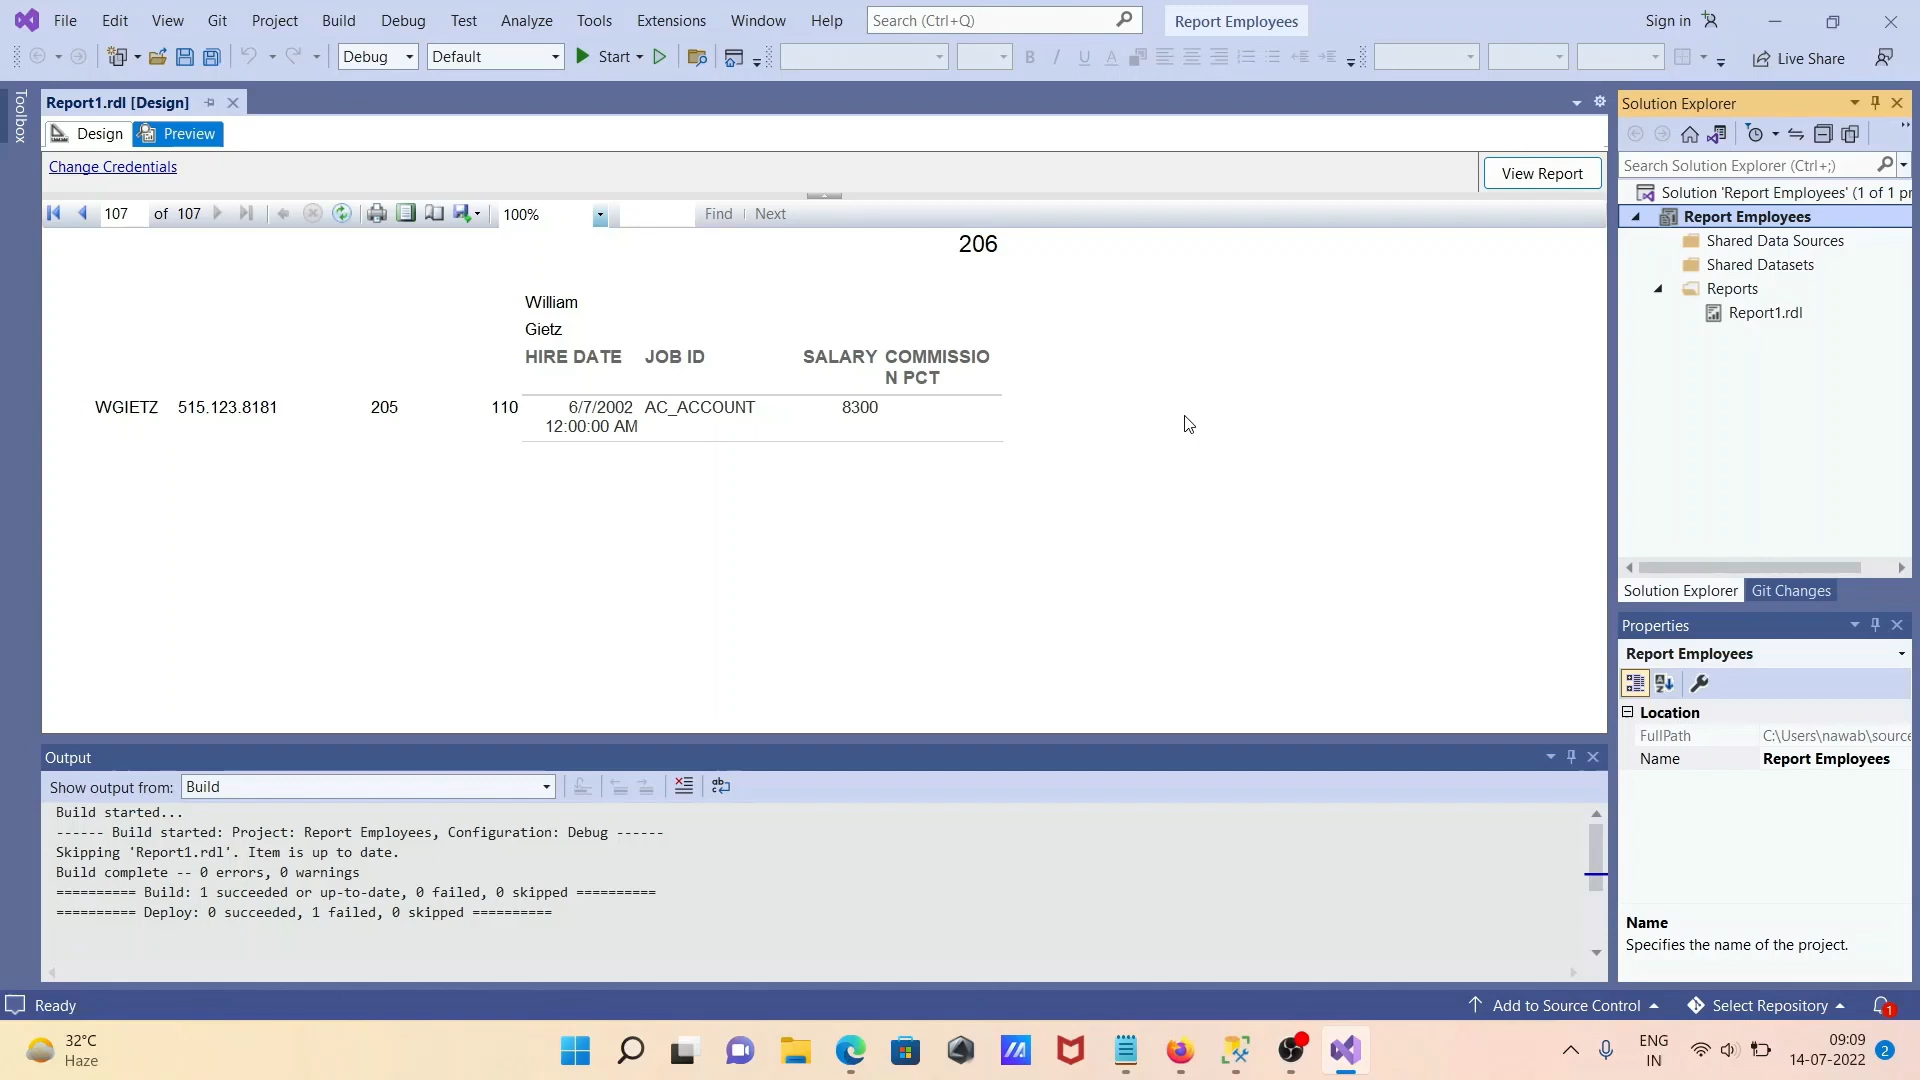 File Edit View Git Project Build Debug Test Analyze Tools Extensions Window Help Search (Ctrl+Q) Report Employees Sign in
Debug Default Start Live Share
Toolbox
Report1.rdl [Design]
Design Preview
Change Credentials
View Report
107 of 107 100% Find Next
206
William
Gietz
HIRE DATE JOB ID SALARY COMMISSIO
N PCT
WGIETZ 515.123.8181 205 110 6/7/2002 AC_ACCOUNT 8300
12:00:00 AM
Output
Show output from: Build
Build started...
------ Build started: Project: Report Employees, Configuration: Debug ------
Skipping 'Report1.rdl'. Item is up to date.
Build complete -- 0 errors, 0 warnings
========== Build: 1 succeeded or up-to-date, 0 failed, 0 skipped ==========
========== Deploy: 0 succeeded, 1 failed, 0 skipped ==========
Solution Explorer
Search Solution Explorer (Ctrl+;)
Solution 'Report Employees' (1 of 1 pr
Report Employees
Shared Data Sources
Shared Datasets
Reports
Report1.rdl
Solution Explorer Git Changes
Properties
Report Employees
Location
FullPath C:\Users\nawab\source
Name Report Employees
Name
Specifies the name of the project.
Ready Add to Source Control Select Repository 1
32°C
Haze
ENG
IN
09:09
14-07-2022
2